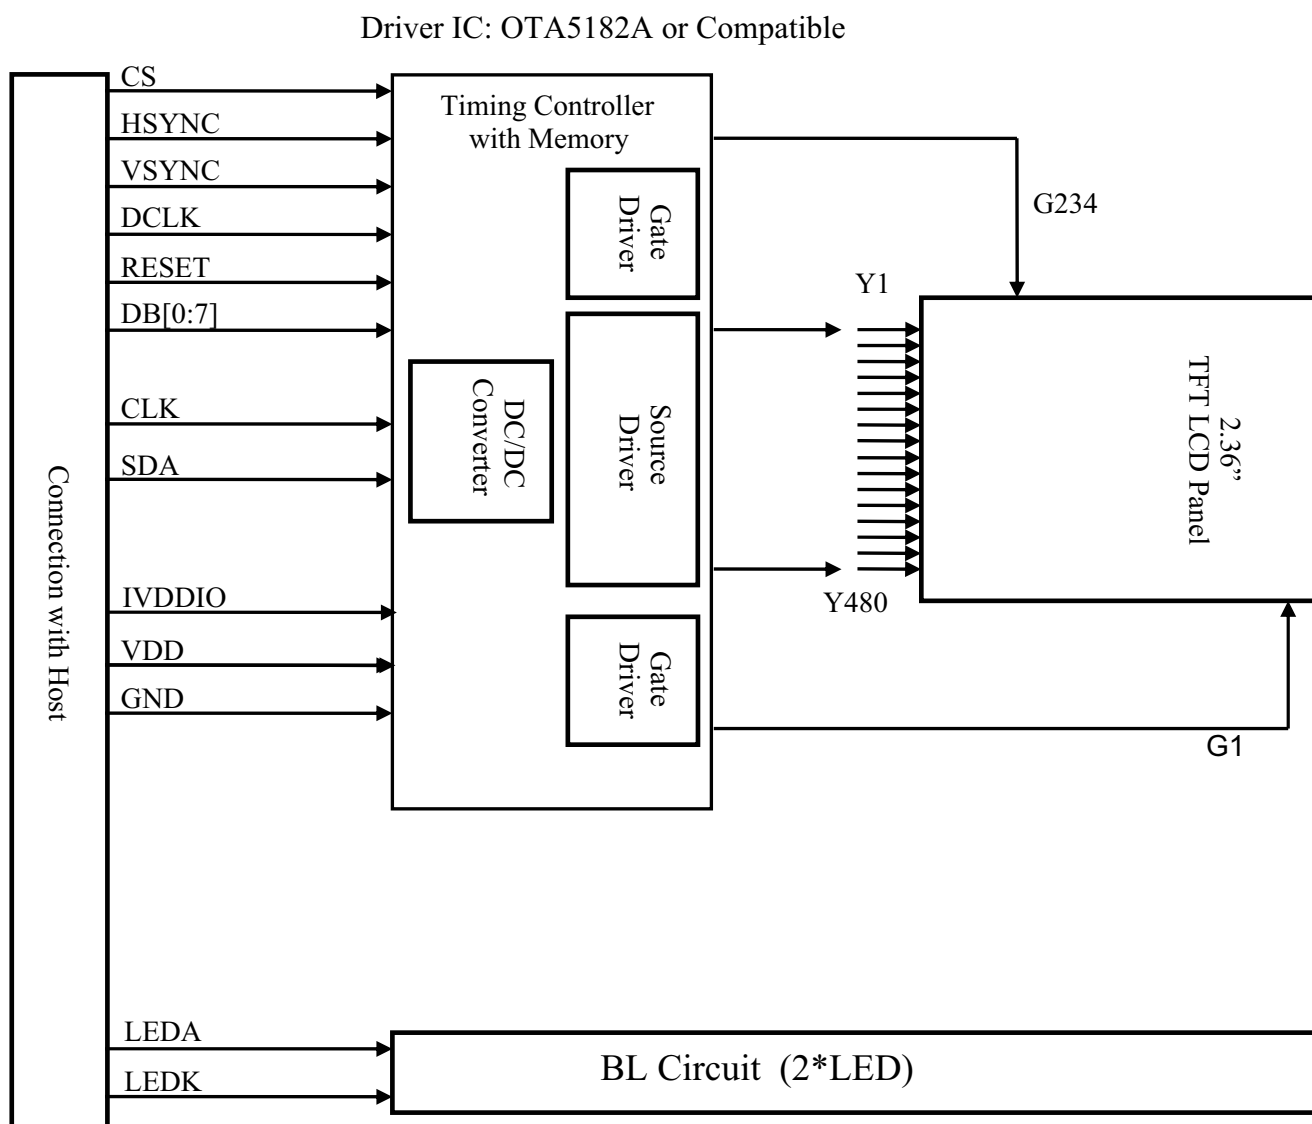 Driver IC: OTA5182A or Compatible
CS
HSYNC
VSYNC
DCLK
RESET
DB[0:7]
CLK
SDA
IVDDIO
VDD
GND
LEDA
LEDK
Connection with Host
Timing Controller
with Memory
Gate
Driver
DC/DC
Converter
Source
Driver
Gate
Driver
G234
Y1
Y480
G1
2.36”
TFT LCD Panel
BL Circuit (2*LED)